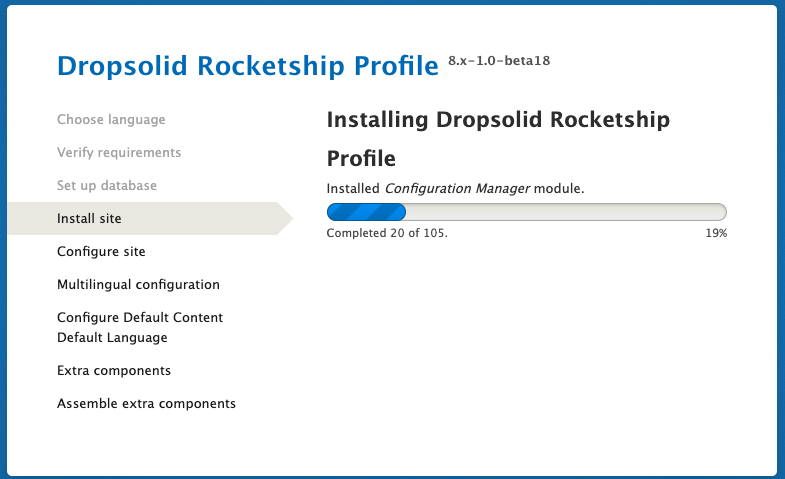 Dropsolid Rocketship Profile 8.x-1.0-beta18
Choose language
Verify requirements
Set up database
Install site
Configure site
Multilingual configuration
Configure Default Content
Default Language
Extra components
Assemble extra components
Installing Dropsolid Rocketship
Profile
Installed Configuration Manager module.
Completed 20 of 105. 19%